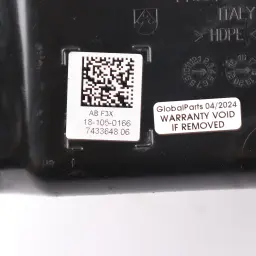 ITALY
>HDPE<
AB F3X
18-105-0166
7433648 06
GlobalParts 04/2024
WARRANTY VOID
IF REMOVED